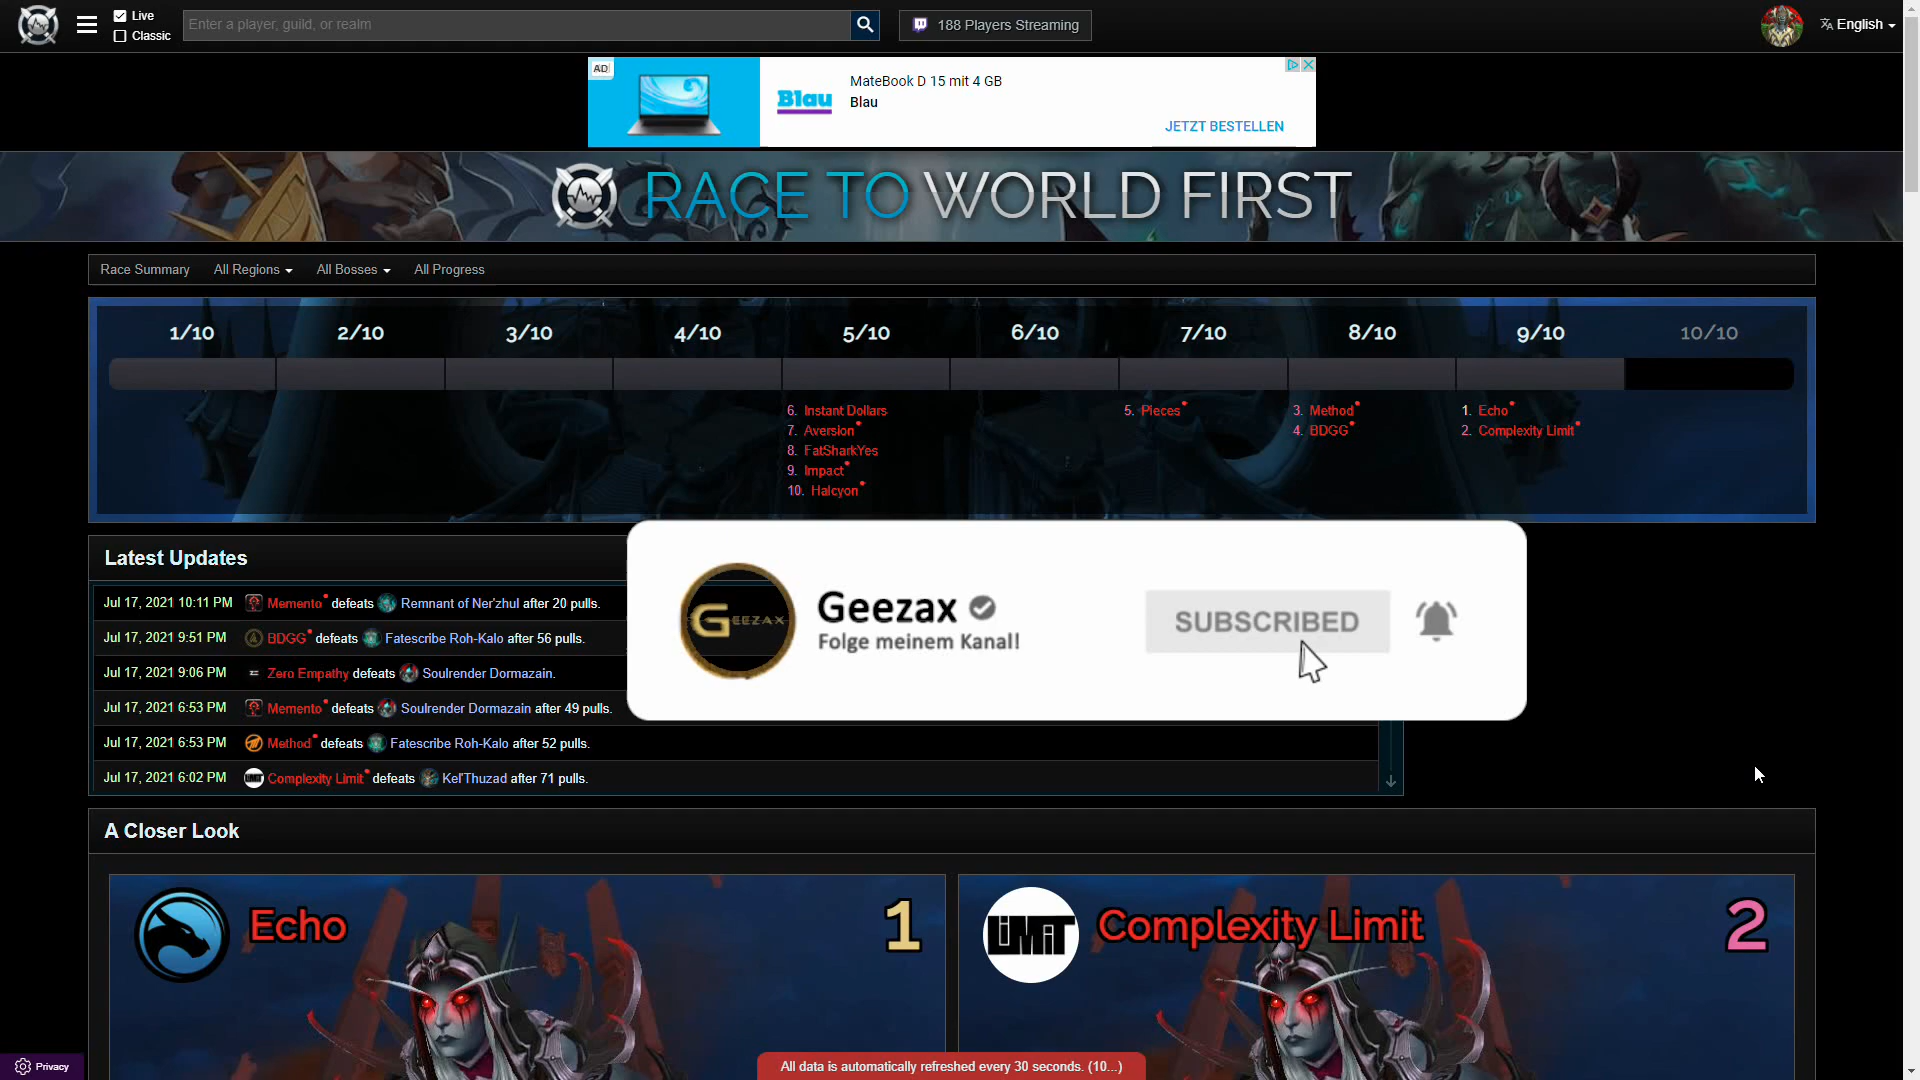 Live
Classic
Enter a player, guild, or realm
188 Players Streaming
English
AD
Blau
MateBook D 15 mit 4 GB
Blau
JETZT BESTELLEN
RACE TO WORLD FIRST
Race Summary All Regions All Bosses All Progress
1/10 2/10 3/10 4/10 5/10 6/10 7/10 8/10 9/10 10/10
6. Instant Dollars
7. Aversion
8. FatSharkYes
9. Impact
10. Halcyon
5. Pieces
3. Method
4. BDGG
1. Echo
2. Complexity Limit
Latest Updates
Jul 17, 2021 10:11 PM Memento defeats Remnant of Ner'zhul after 20 pulls.
Jul 17, 2021 9:51 PM BDGG defeats Fatescribe Roh-Kalo after 56 pulls.
Jul 17, 2021 9:06 PM Zero Empathy defeats Soulrender Dormazain.
Jul 17, 2021 6:53 PM Memento defeats Soulrender Dormazain after 49 pulls.
Jul 17, 2021 6:53 PM Method defeats Fatescribe Roh-Kalo after 52 pulls.
Jul 17, 2021 6:02 PM Complexity Limit defeats Kel'Thuzad after 71 pulls.
GEEZAX
Geezax
Folge meinem Kanal!
SUBSCRIBED
A Closer Look
Echo 1
LIMIT Complexity Limit 2
Privacy
All data is automatically refreshed every 30 seconds. (10...)